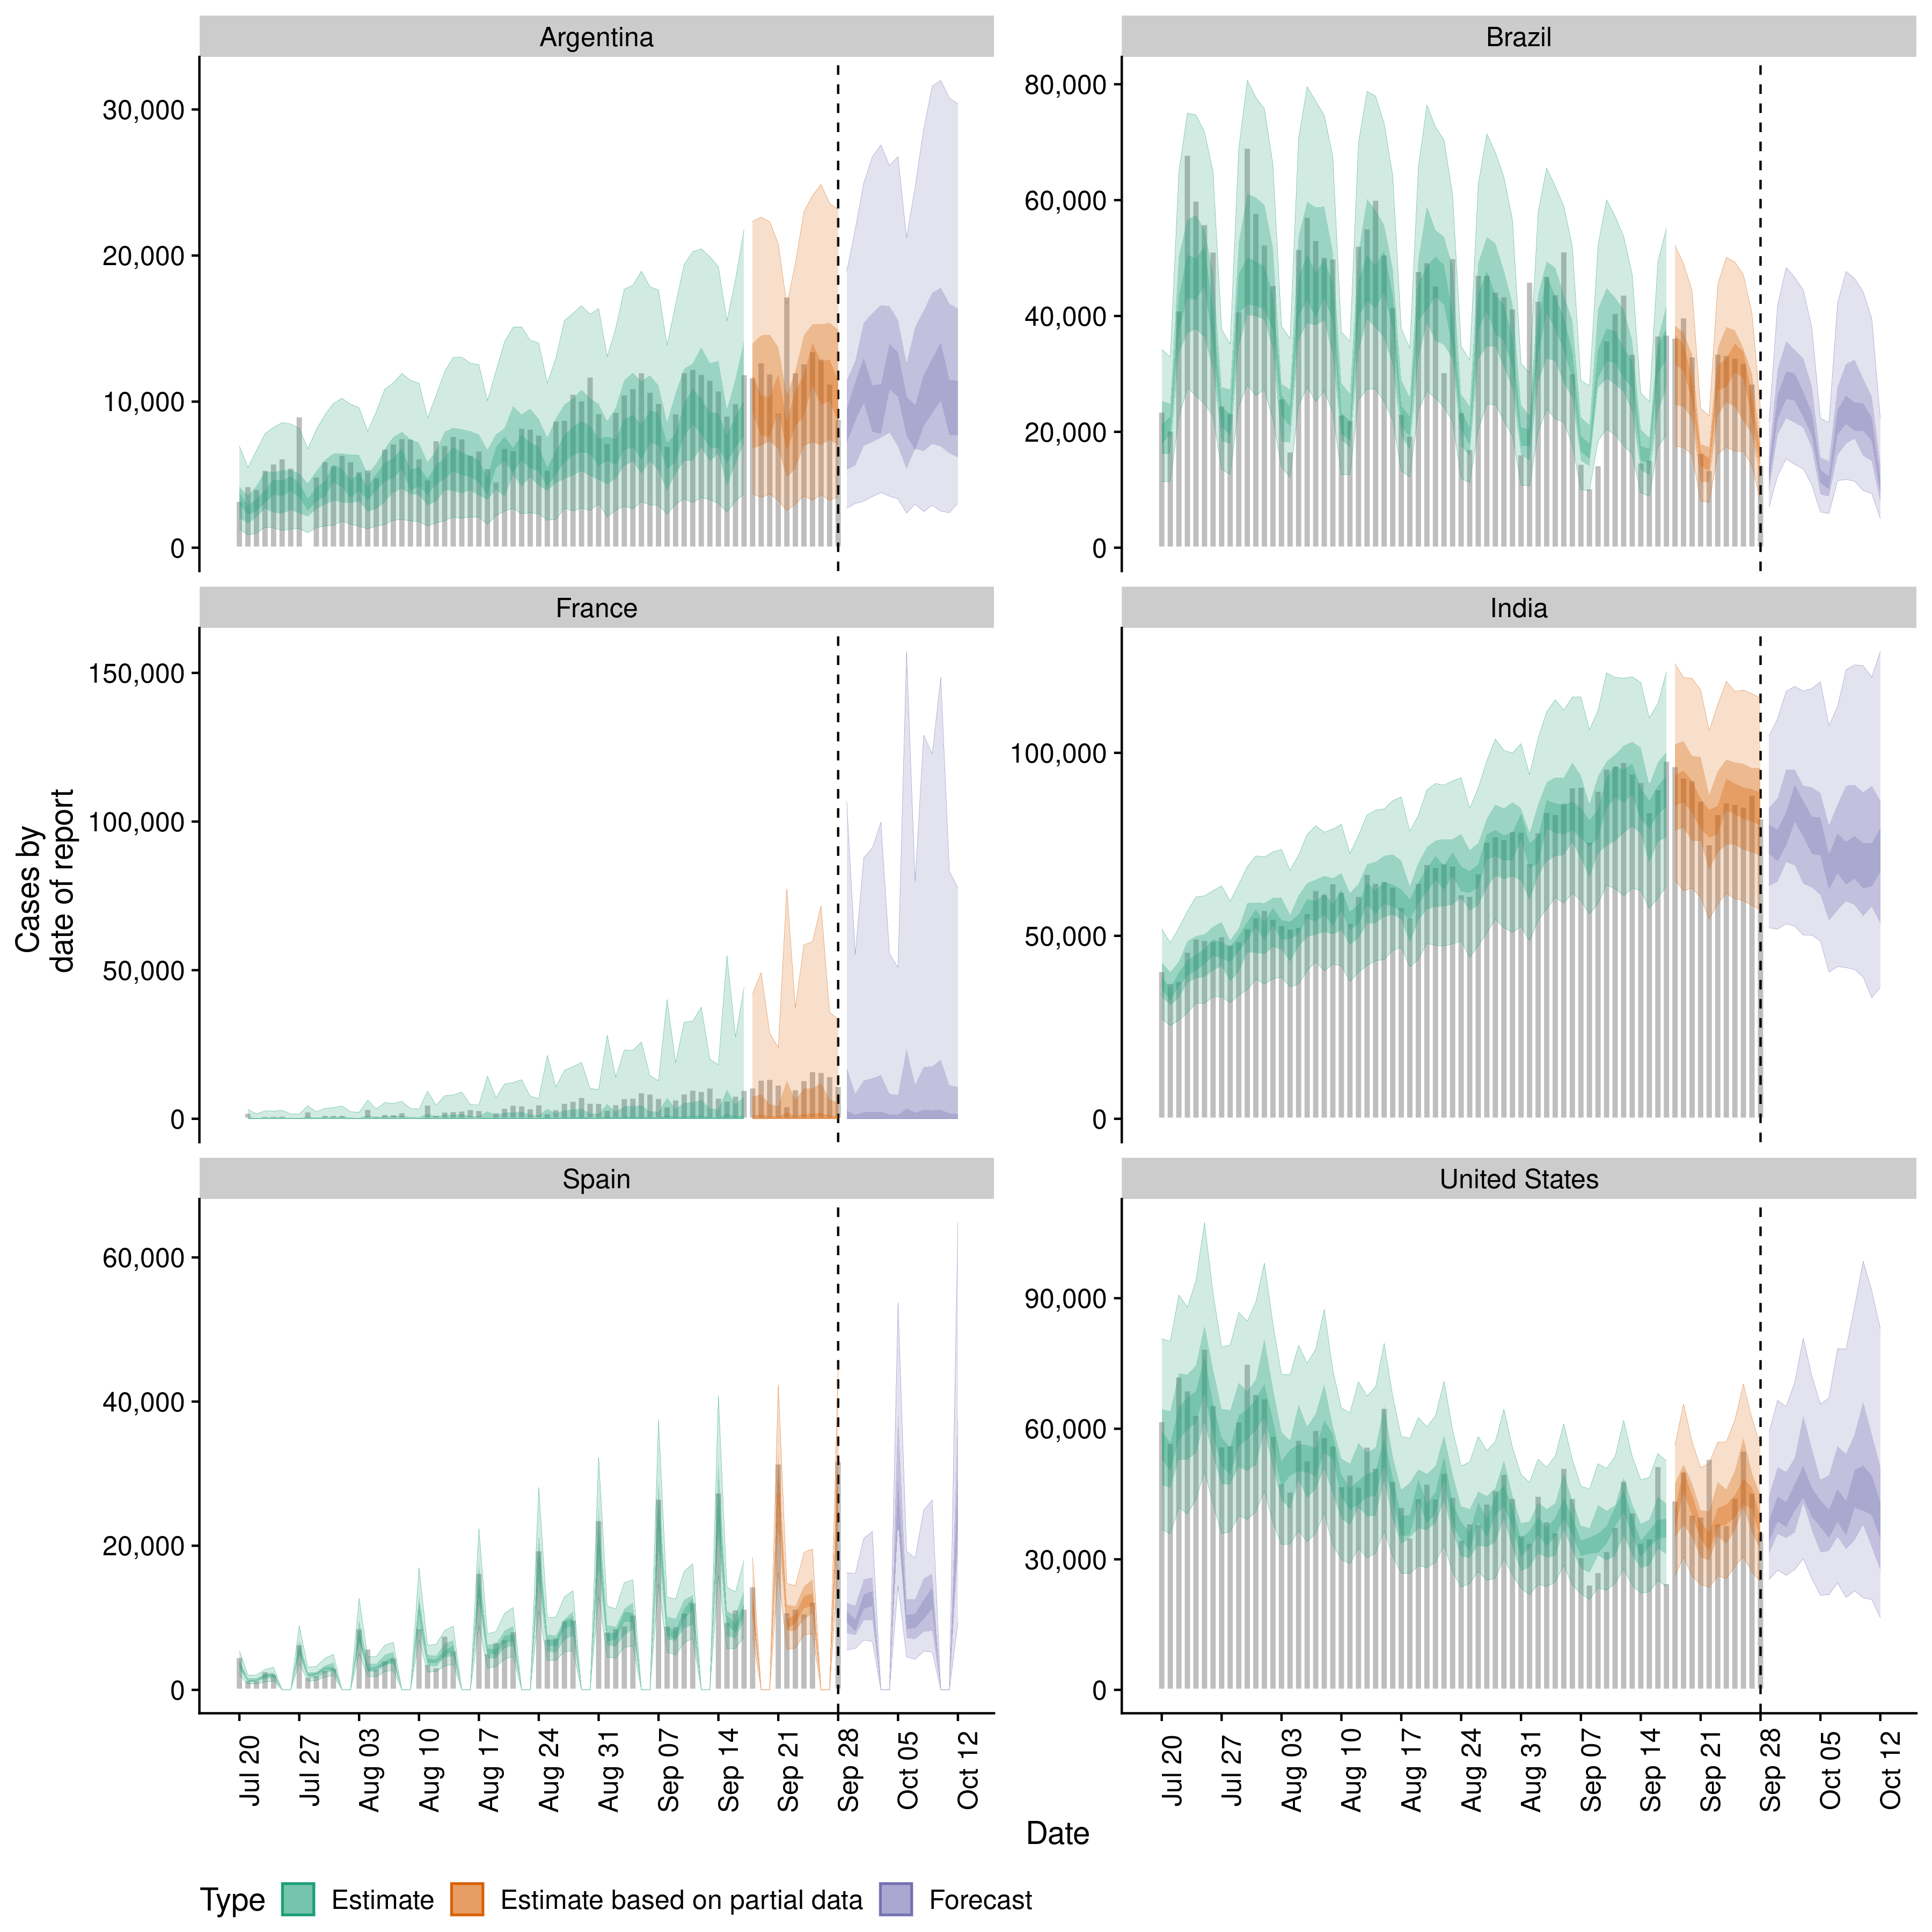 Argentina
Brazil
30,000
20,000
10,000
0
80,000
60,000
40,000
20,000
0
France
India
150,000
100,000
50,000
0
100,000
50,000
0
Cases by
date of report
Spain
United States
60,000
40,000
20,000
0
90,000
60,000
30,000
0
Jul 20
Jul 27
Aug 03
Aug 10
Aug 17
Aug 24
Aug 31
Sep 07
Sep 14
Sep 21
Sep 28
Oct 05
Oct 12
Jul 20
Jul 27
Aug 03
Aug 10
Aug 17
Aug 24
Aug 31
Sep 07
Sep 14
Sep 21
Sep 28
Oct 05
Oct 12
Date
Type Estimate Estimate based on partial data Forecast